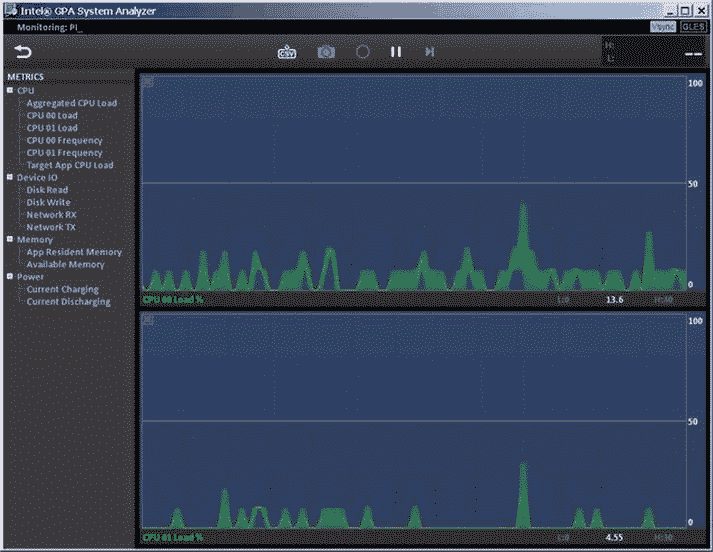 Intel® GPA System Analyzer
Monitoring: PI_
Vsync GLES
CSV
H:
L:
--
METRICS
CPU
Aggregated CPU Load
CPU 00 Load
CPU 01 Load
CPU 00 Frequency
CPU 01 Frequency
Target App CPU Load
Device IO
Disk Read
Disk Write
Network RX
Network TX
Memory
App Resident Memory
Available Memory
Power
Current Charging
Current Discharging
100
50
0
CPU 00 Load % L:0 13.6 H:40
100
50
0
CPU 01 Load % L:0 4.55